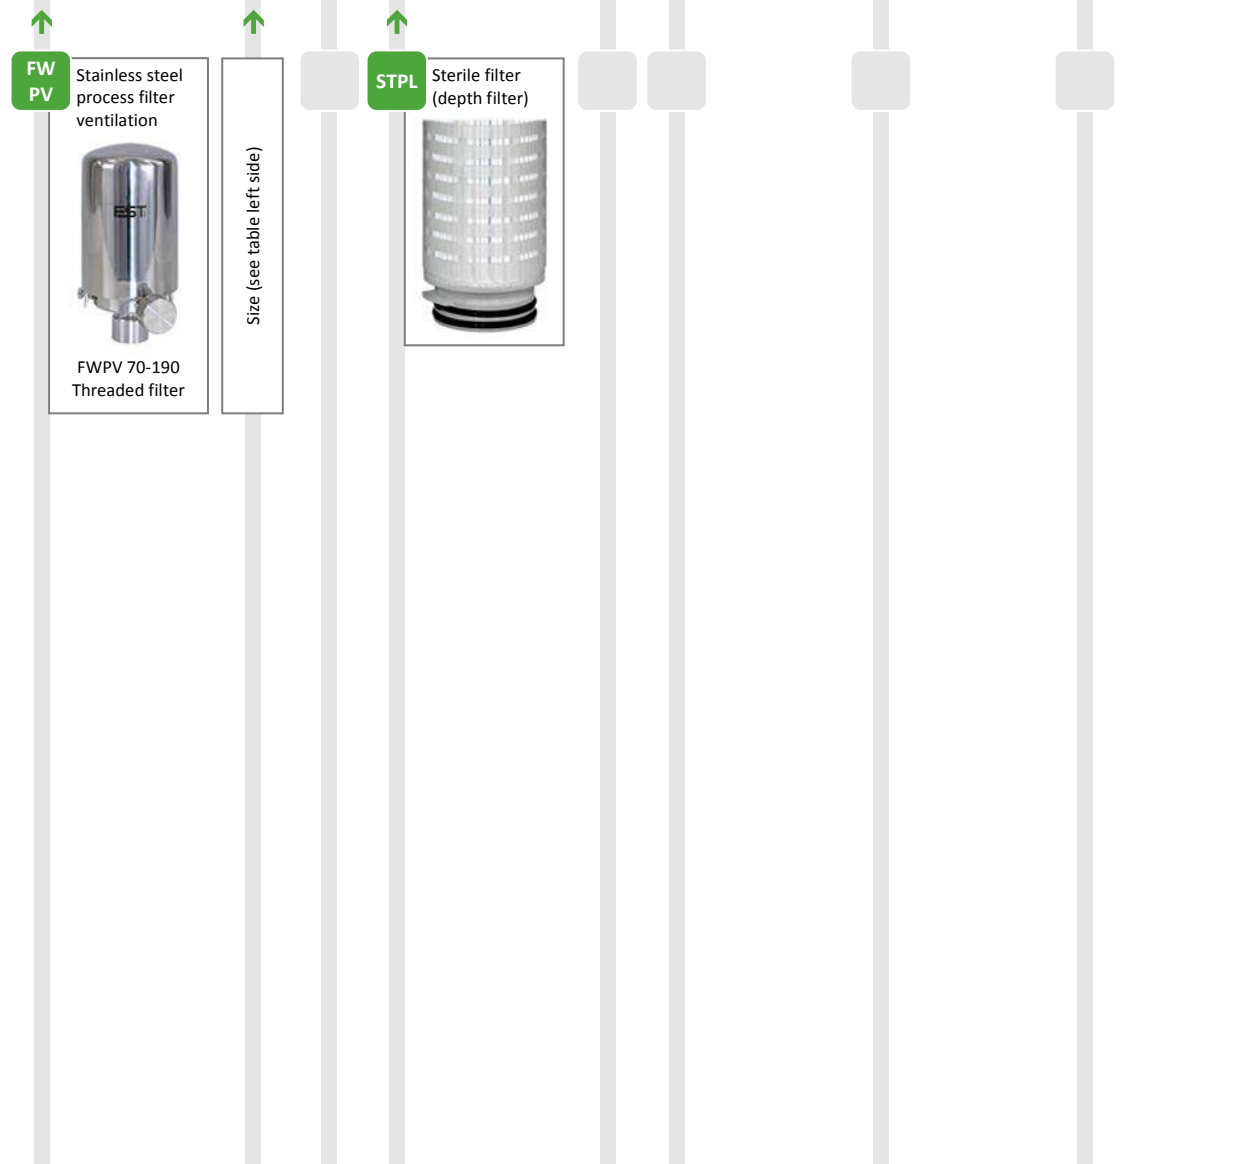 FW
PV
Stainless steel
process filter
ventilation
EST
FWPV 70-190
Threaded filter
Size (see table left side)
STPL
Sterile filter
(depth filter)